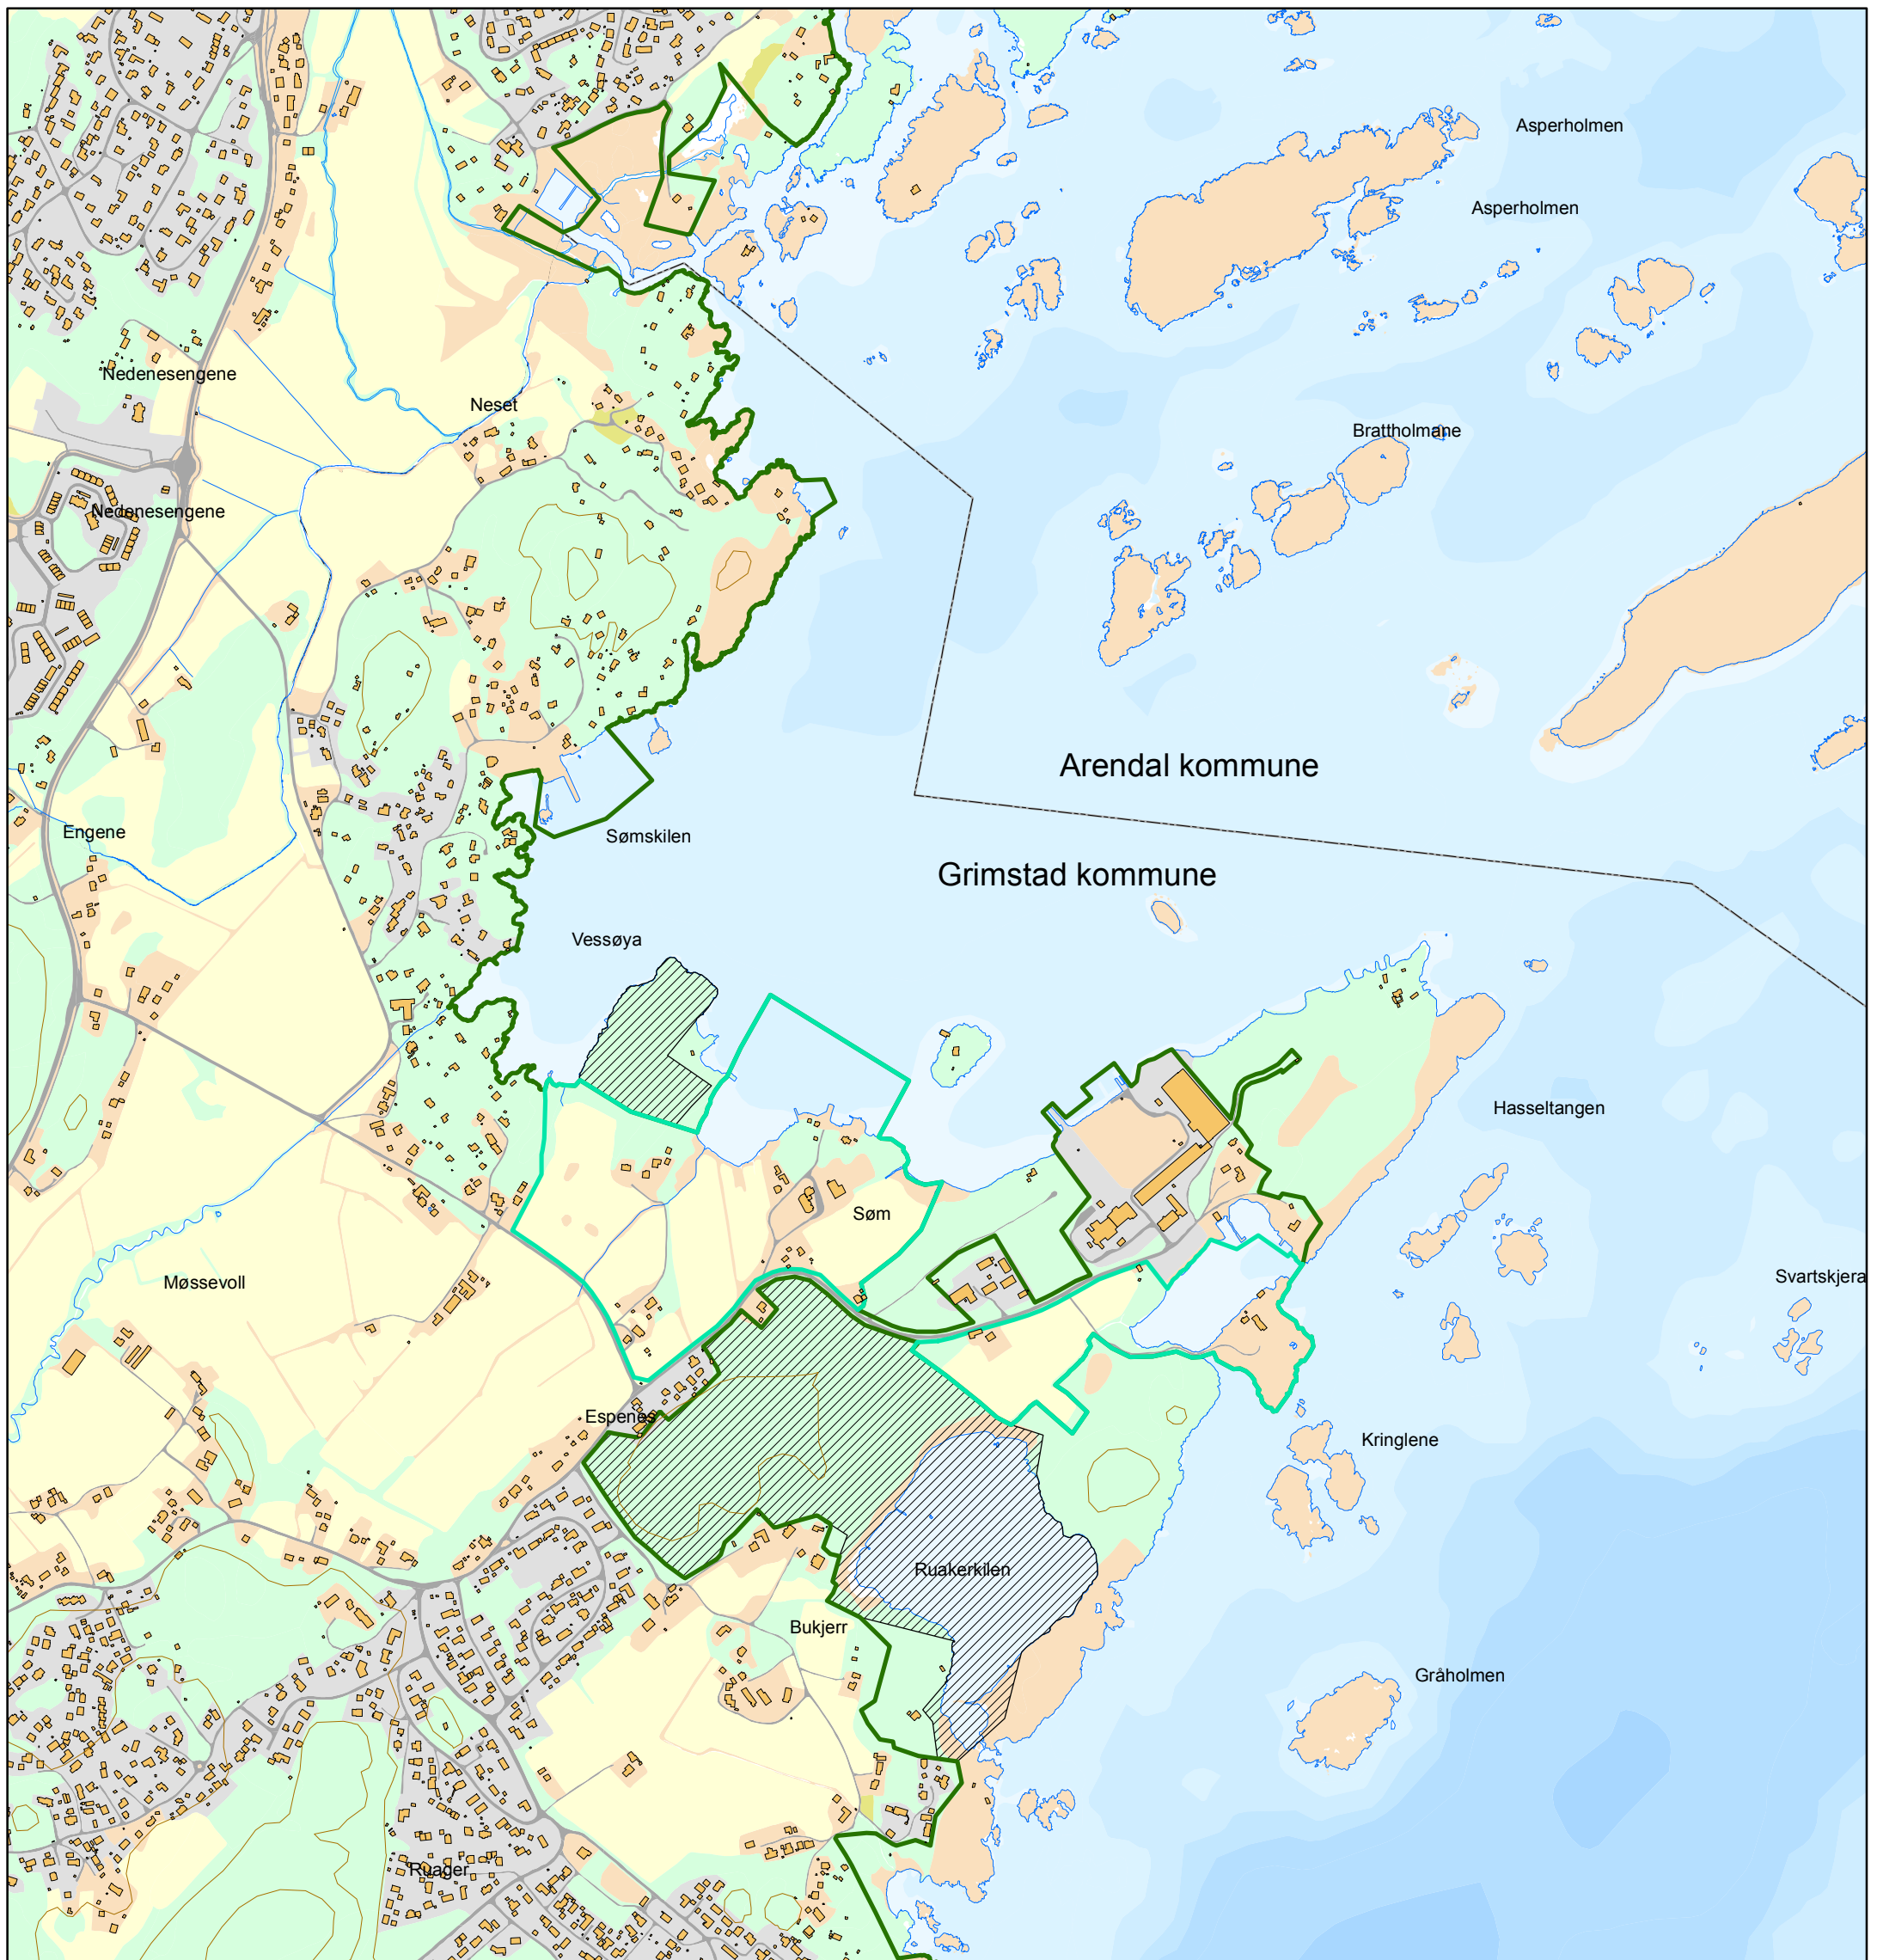 Asperholmen
Asperholmen
Nedenesengene
Neset
Brattholmane
Nedenesengene
Arendal kommune
Engene
Sømskilen
Grimstad kommune
Vessøya
Hasseltangen
Søm
Møssevoll
Svartskjera
Espenes
Kringlene
Ruakerkilen
Bukjerr
Gråholmen
Ruager